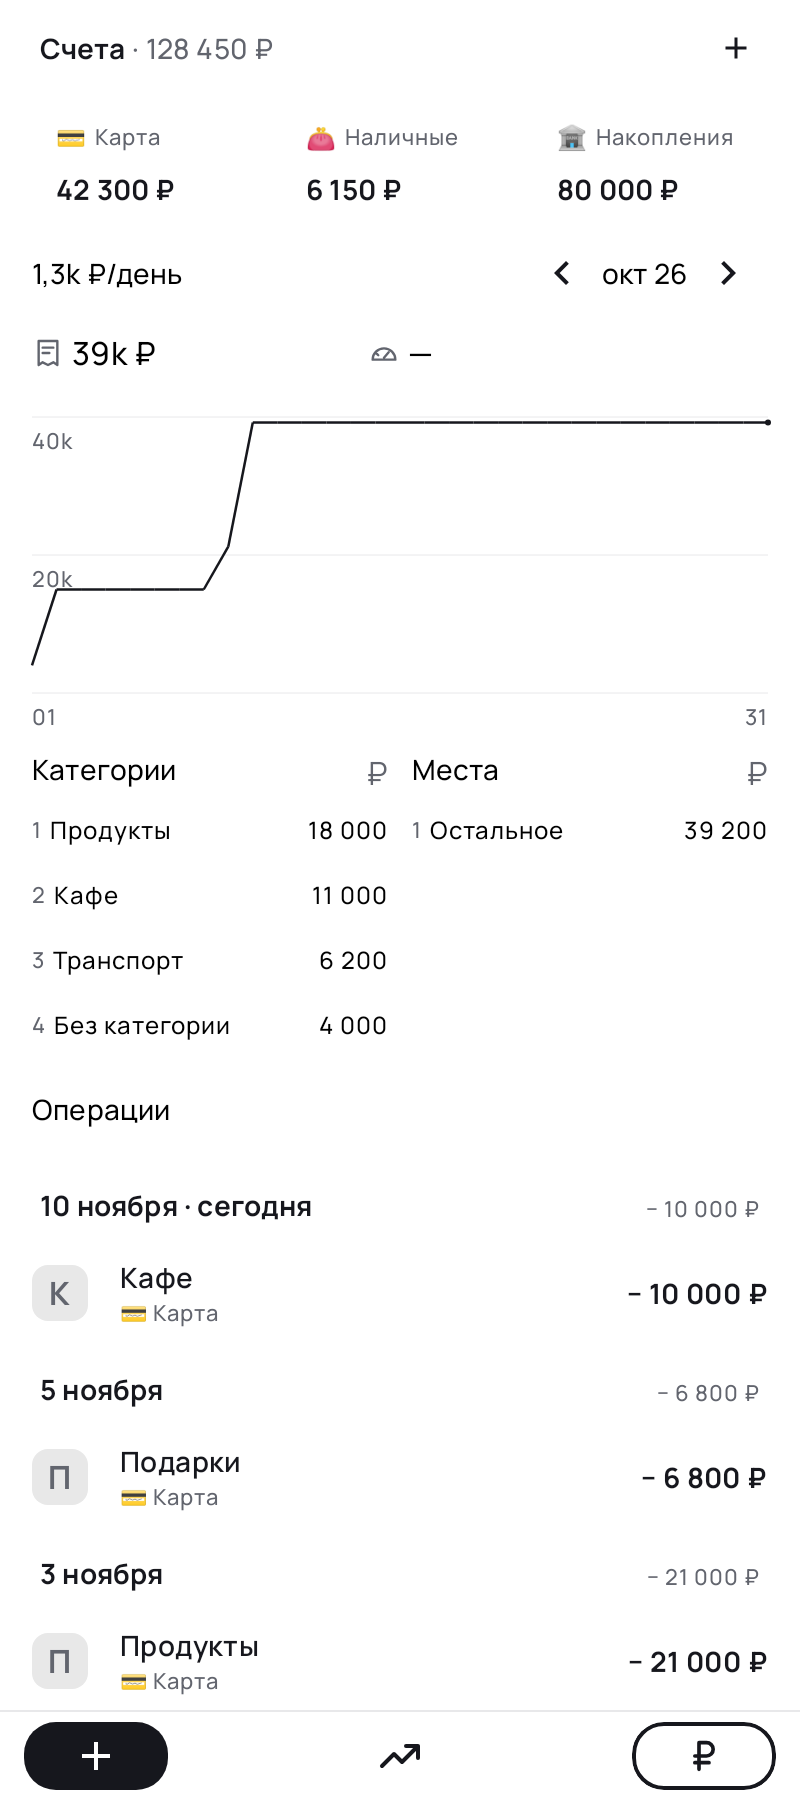 Счета · 128 450 ₽
Карта
42 300 ₽
Наличные
6 150 ₽
Накопления
80 000 ₽
1,3k ₽/день
окт 26
39k ₽
—
40k
20k
01
31
Категории ₽
1 Продукты 18 000
2 Кафе 11 000
3 Транспорт 6 200
4 Без категории 4 000
Места ₽
1 Остальное 39 200
Операции
10 ноября · сегодня – 10 000 ₽
К
Кафе
Карта
– 10 000 ₽
5 ноября – 6 800 ₽
П
Подарки
Карта
– 6 800 ₽
3 ноября – 21 000 ₽
П
Продукты
Карта
– 21 000 ₽
₽